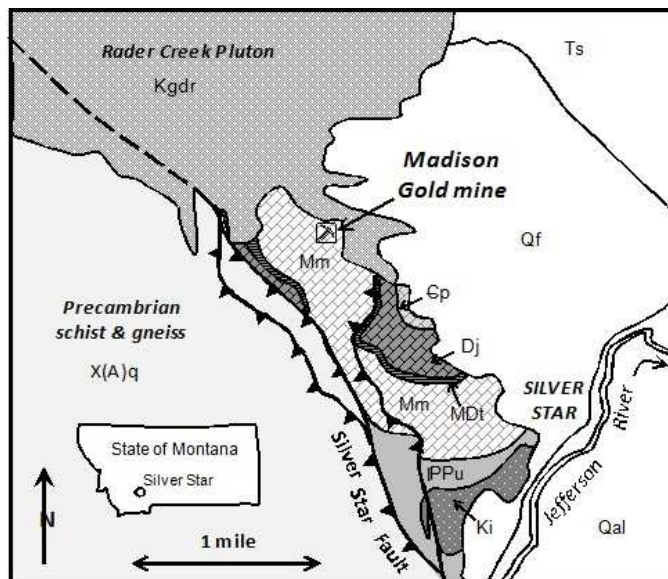 Rader Creek Pluton
Kgdr
Ts
Madison
Gold mine
Qf
Mm
Precambrian
schist & gneiss
Ꞓp
Dj
X(A)q
SILVER
STAR
River
Mm
MDt
State of Montana
Silver Star
Silver Star Fault
IPPu
Jefferson
N
1 mile
Ki
Qal